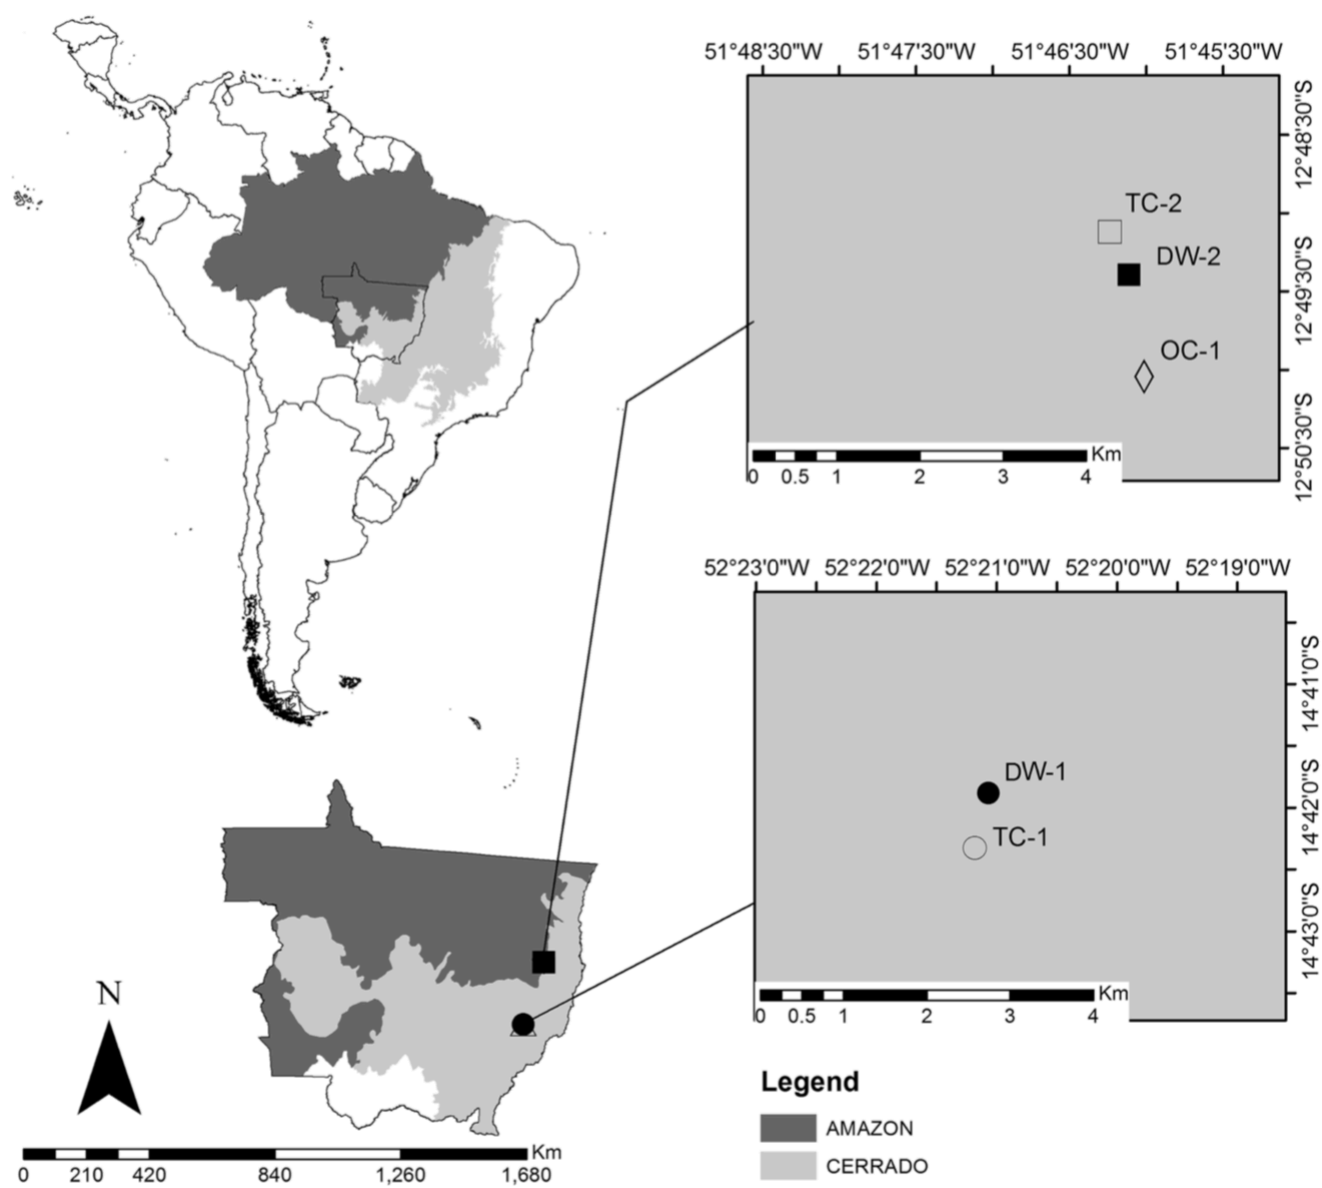 51°48'30"W 51°47'30"W 51°46'30"W 51°45'30"W
12°48'30"S
TC-2
DW-2
12°49'30"S
OC-1
12°50'30"S
Km
0 0.5 1 2 3 4
52°23'0"W 52°22'0"W 52°21'0"W 52°20'0"W 52°19'0"W
14°41'0"S
DW-1
14°42'0"S
TC-1
14°43'0"S
Km
0 0.5 1 2 3 4
N
Legend
AMAZON
CERRADO
Km
0 210 420 840 1,260 1,680